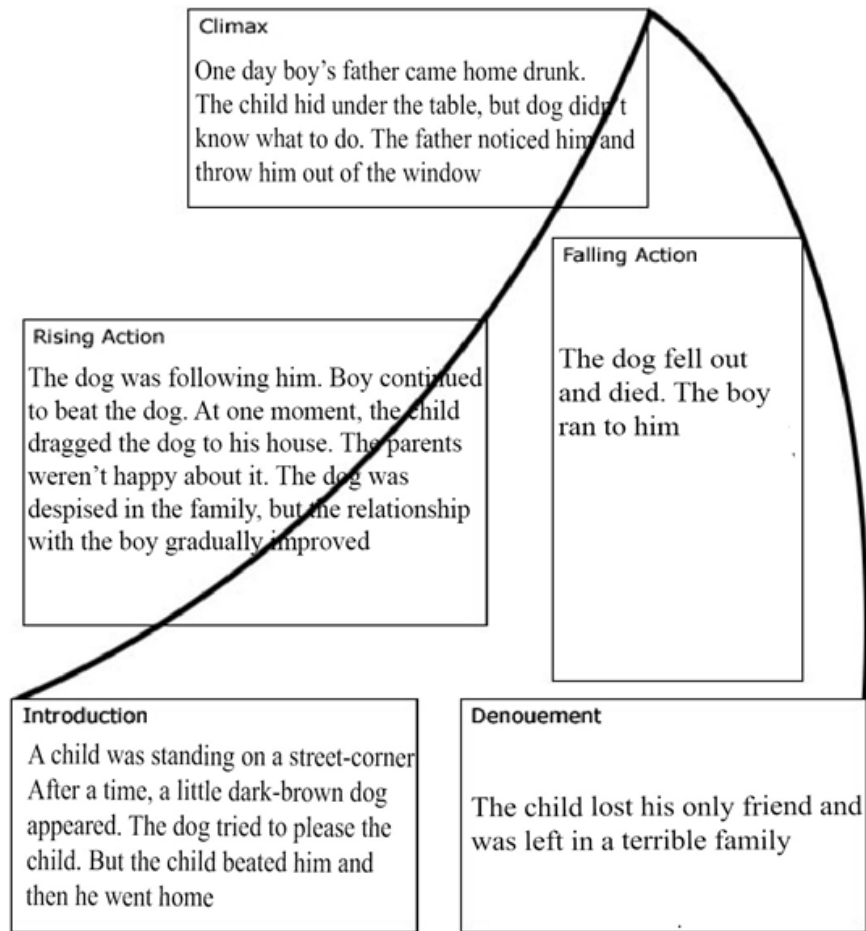 Climax
One day boy's father came home drunk.
The child hid under the table, but dog didn't
know what to do. The father noticed him and
throw him out of the window
Falling Action
The dog fell out
and died. The boy
ran to him
Rising Action
The dog was following him. Boy continued
to beat the dog. At one moment, the child
dragged the dog to his house. The parents
weren't happy about it. The dog was
despised in the family, but the relationship
with the boy gradually improved
Introduction
A child was standing on a street-corner
After a time, a little dark-brown dog
appeared. The dog tried to please the
child. But the child beated him and
then he went home
Denouement
The child lost his only friend and
was left in a terrible family